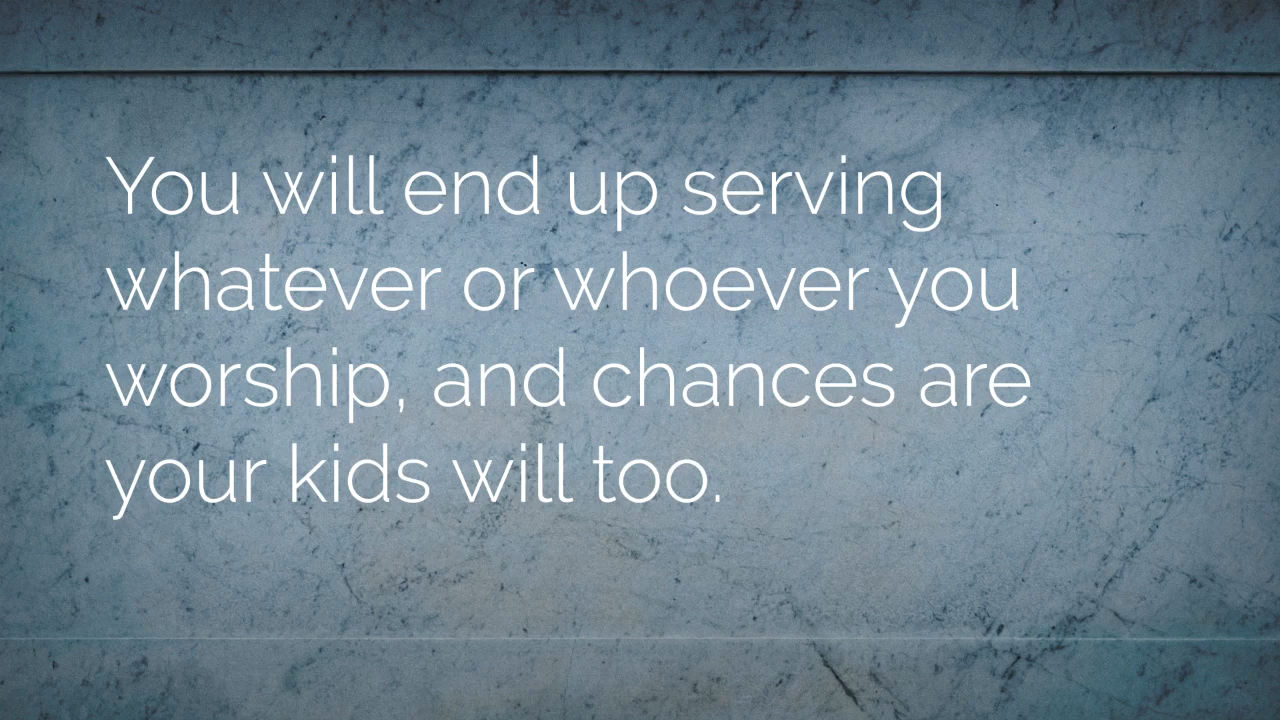 You will end up serving
whatever or whoever you
worship, and chances are
your kids will too.